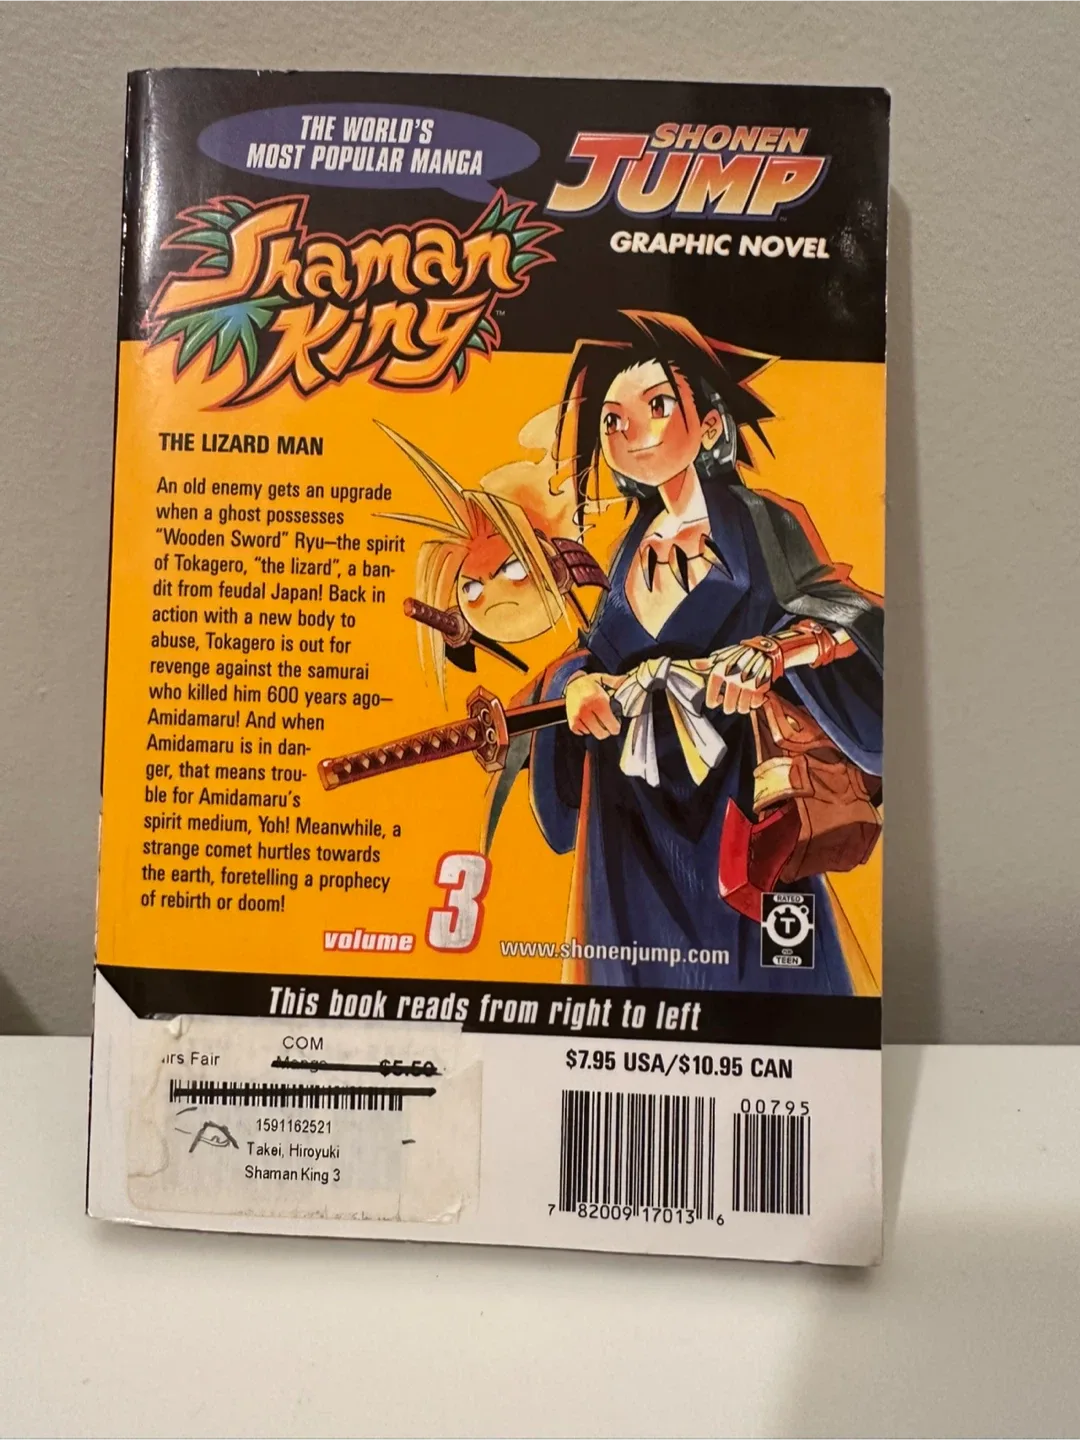 THE WORLD'S
MOST POPULAR MANGA
SHONEN
JUMP
GRAPHIC NOVEL
Shaman
King
THE LIZARD MAN
An old enemy gets an upgrade
when a ghost possesses
"Wooden Sword" Ryu—the spirit
of Tokagero, "the lizard", a ban-
dit from feudal Japan! Back in
action with a new body to
abuse, Tokagero is out for
revenge against the samurai
who killed him 600 years ago—
Amidamaru! And when
Amidamaru is in dan-
ger, that means trou-
ble for Amidamaru's
spirit medium, Yoh! Meanwhile, a
strange comet hurtles towards
the earth, foretelling a prophecy
of rebirth or doom!
volume 3
www.shonenjump.com
RATED
T
FOR
TEEN
This book reads from right to left
COM
Fair
Manga $5.50
1591162521
Takei, Hiroyuki
Shaman King 3
$7.95 USA/$10.95 CAN
00795
7 82009 17013 6